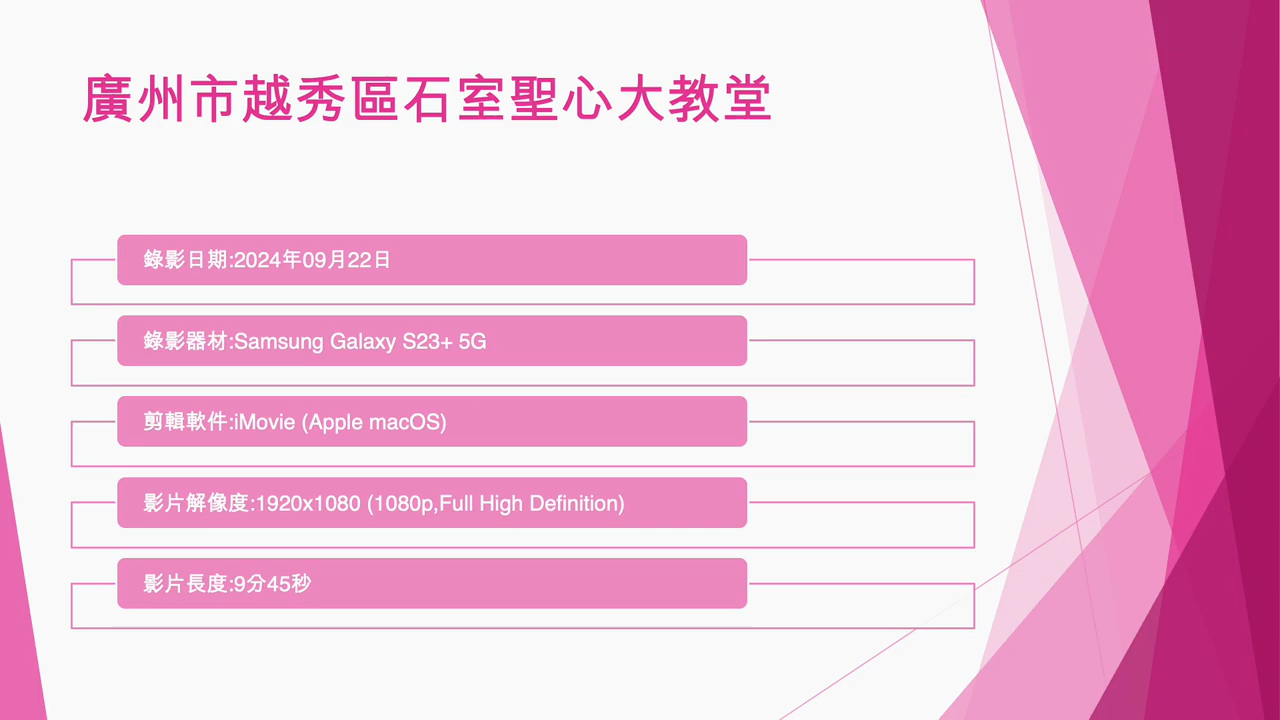 廣州市越秀區石室聖心大教堂
錄影日期:2024年09月22日
錄影器材:Samsung Galaxy S23+ 5G
剪輯軟件:iMovie (Apple macOS)
影片解像度:1920x1080 (1080p,Full High Definition)
影片長度:9分45秒